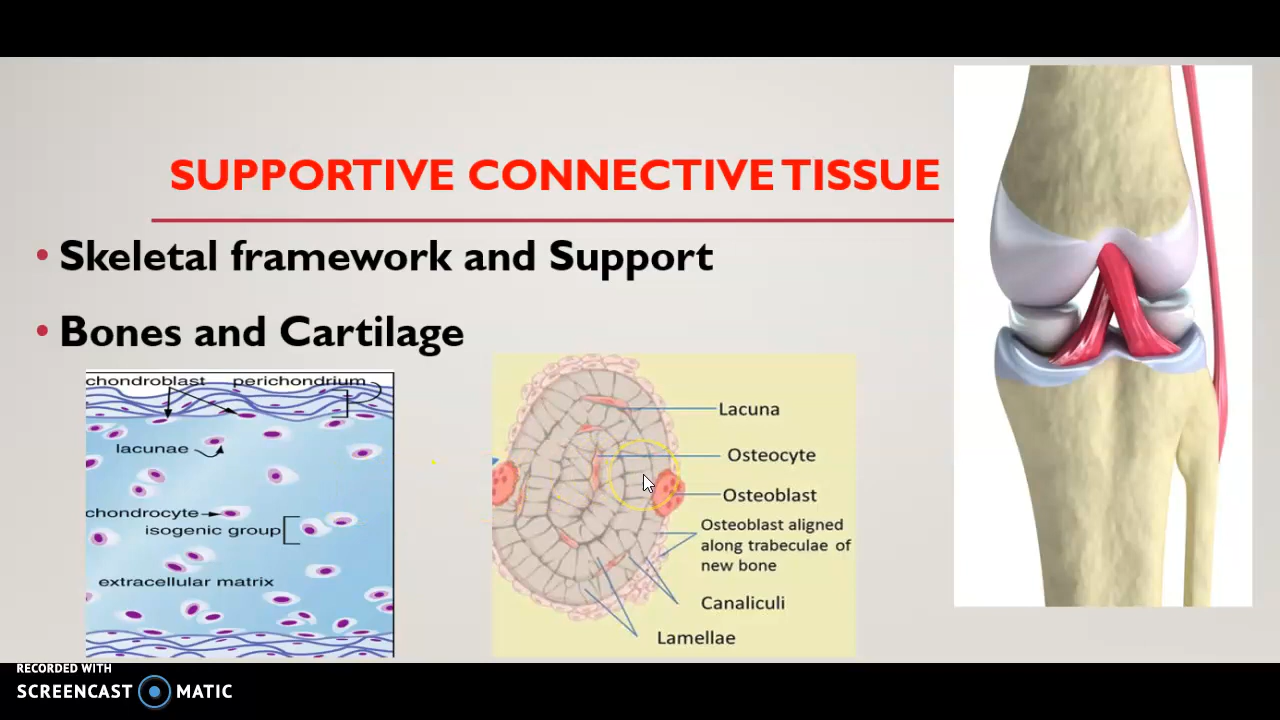 SUPPORTIVE CONNECTIVE TISSUE
• Skeletal framework and Support
• Bones and Cartilage
chondroblast perichondrium
lacunae
chondrocyte
isogenic group
extracellular matrix
Lacuna
Osteocyte
Osteoblast
Osteoblast aligned
along trabeculae of
new bone
Canaliculi
Lamellae
RECORDED WITH
SCREENCAST MATIC